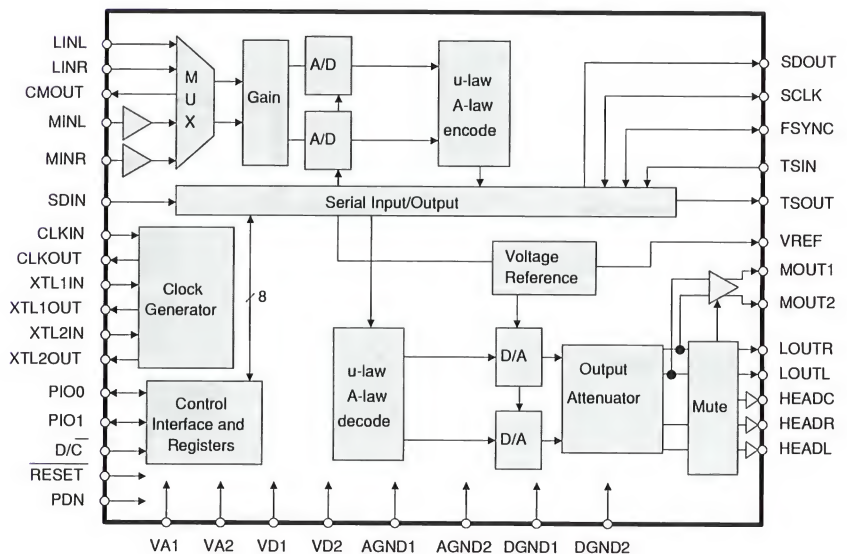 LINL
LINR
CMOUT
MINL
MINR
SDIN
CLKIN
CLKOUT
XTL1IN
XTL1OUT
XTL2IN
XTL2OUT
PIO0
PIO1
D/C
RESET
PDN
M
U
X
Gain
A/D
A/D
u-law
A-law
encode
Serial Input/Output
Clock
Generator
8
Control
Interface and
Registers
Voltage
Reference
u-law
A-law
decode
D/A
D/A
Output
Attenuator
Mute
SDOUT
SCLK
FSYNC
TSIN
TSOUT
VREF
MOUT1
MOUT2
LOUTR
LOUTL
HEADC
HEADR
HEADL
VA1
VA2
VD1
VD2
AGND1
AGND2
DGND1
DGND2